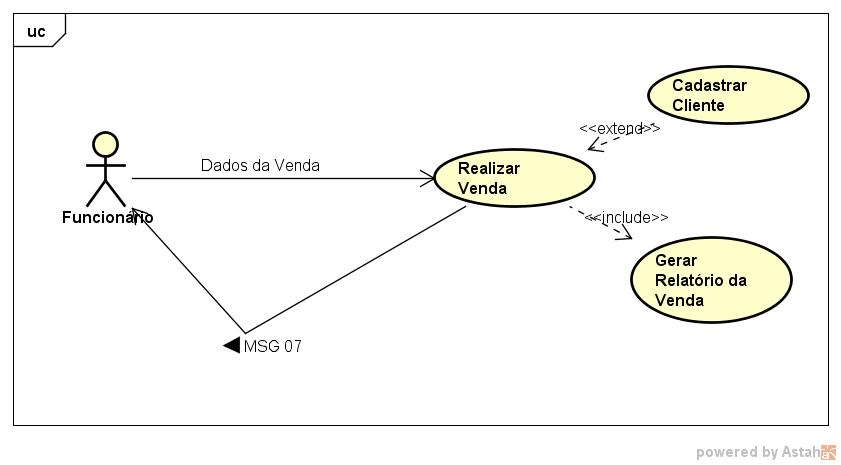 uc
Cadastrar
Cliente
<<extend>>
Dados da Venda
Realizar
Venda
Funcionário
<<include>>
Gerar
Relatório da
Venda
MSG 07
powered by Astah